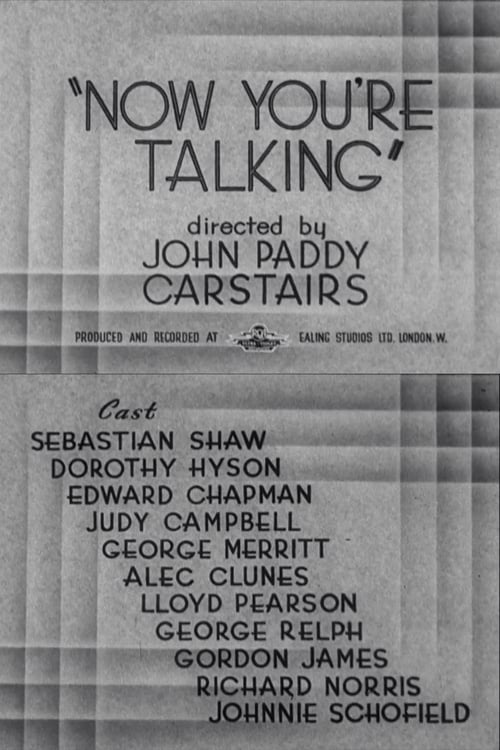 "NOW YOU'RE
TALKING"
directed by
JOHN PADDY
CARSTAIRS
PRODUCED AND RECORDED AT EALING STUDIOS LTD. LONDON. W.
Cast
SEBASTIAN SHAW
DOROTHY HYSON
EDWARD CHAPMAN
JUDY CAMPBELL
GEORGE MERRITT
ALEC CLUNES
LLOYD PEARSON
GEORGE RELPH
GORDON JAMES
RICHARD NORRIS
JOHNNIE SCHOFIELD